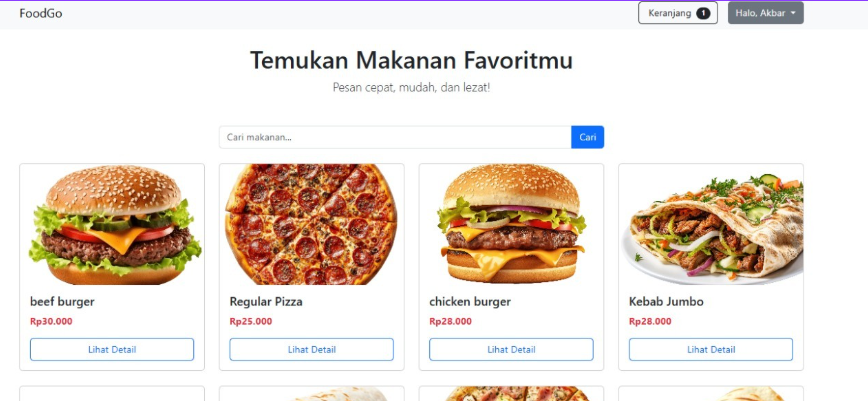 FoodGo
Keranjang 1
Halo, Akbar
Temukan Makanan Favoritmu
Pesan cepat, mudah, dan lezat!
Cari makanan...
Cari
beef burger
Rp30.000
Lihat Detail
Regular Pizza
Rp25.000
Lihat Detail
chicken burger
Rp28.000
Lihat Detail
Kebab Jumbo
Rp28.000
Lihat Detail